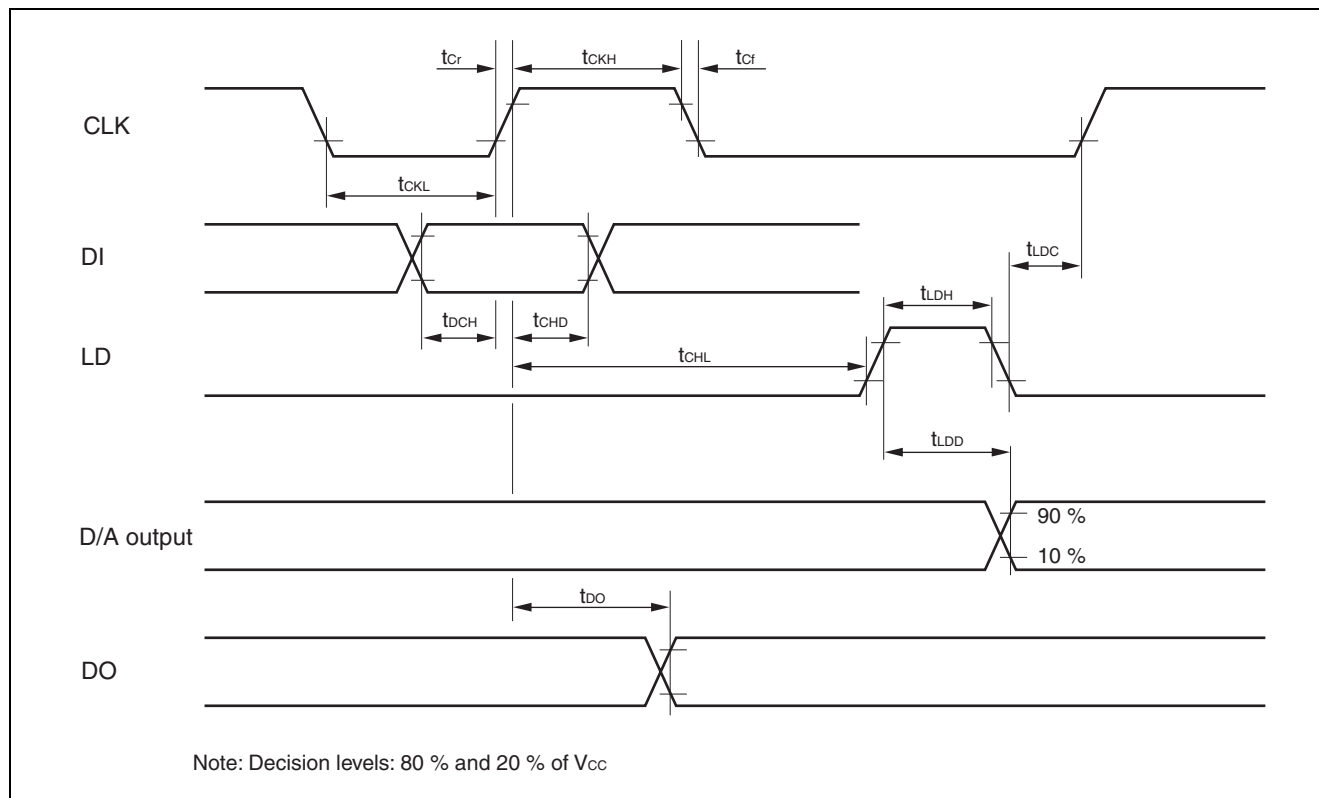 tCr tCKH tCf
CLK
tCKL
DI
tLDC
tLDH
tDCH tCHD
LD
tCHL
tLDD
90 %
D/A output
10 %
tDO
DO
Note: Decision levels: 80 % and 20 % of VCC